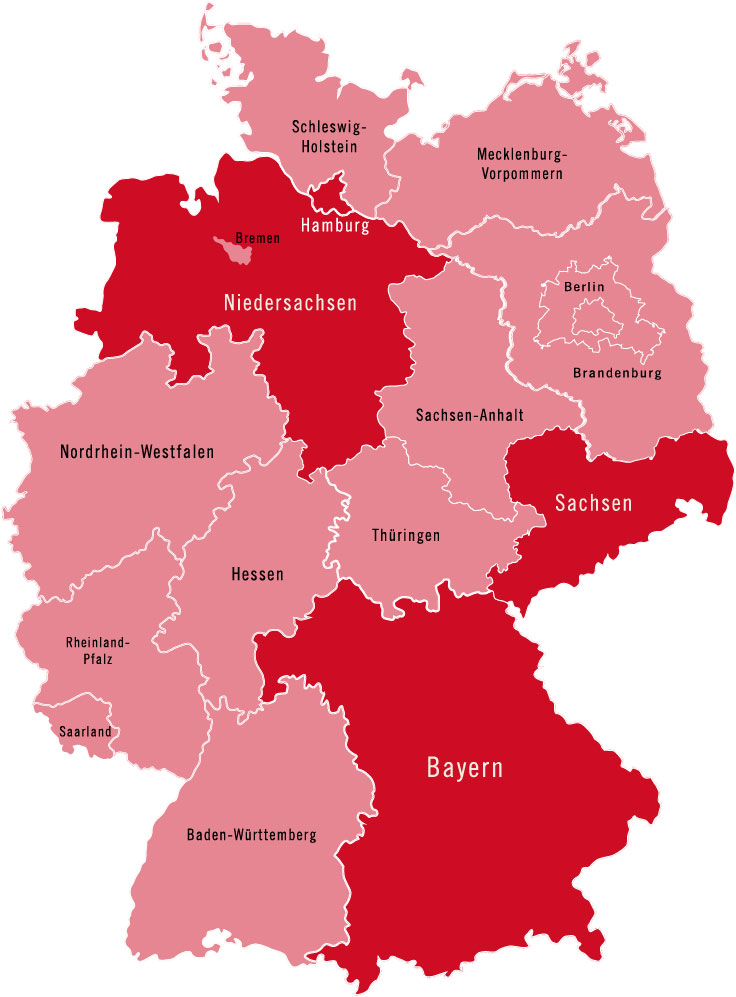 Schleswig-
Holstein
Mecklenburg-
Vorpommern
Hamburg
Bremen
Niedersachsen
Berlin
Brandenburg
Sachsen-Anhalt
Nordrhein-Westfalen
Sachsen
Thüringen
Hessen
Rheinland-
Pfalz
Saarland
Bayern
Baden-Württemberg